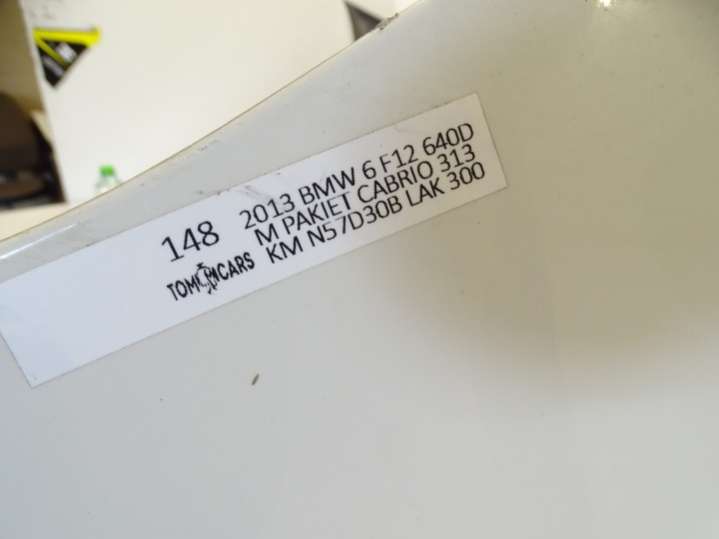 148
TOMCARS
2013 BMW 6 F12 640D
M PAKIET CABRIO 313
KM N57D30B LAK 300